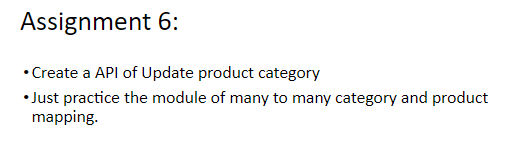 Assignment 6:
• Create a API of Update product category
• Just practice the module of many to many category and product
mapping.